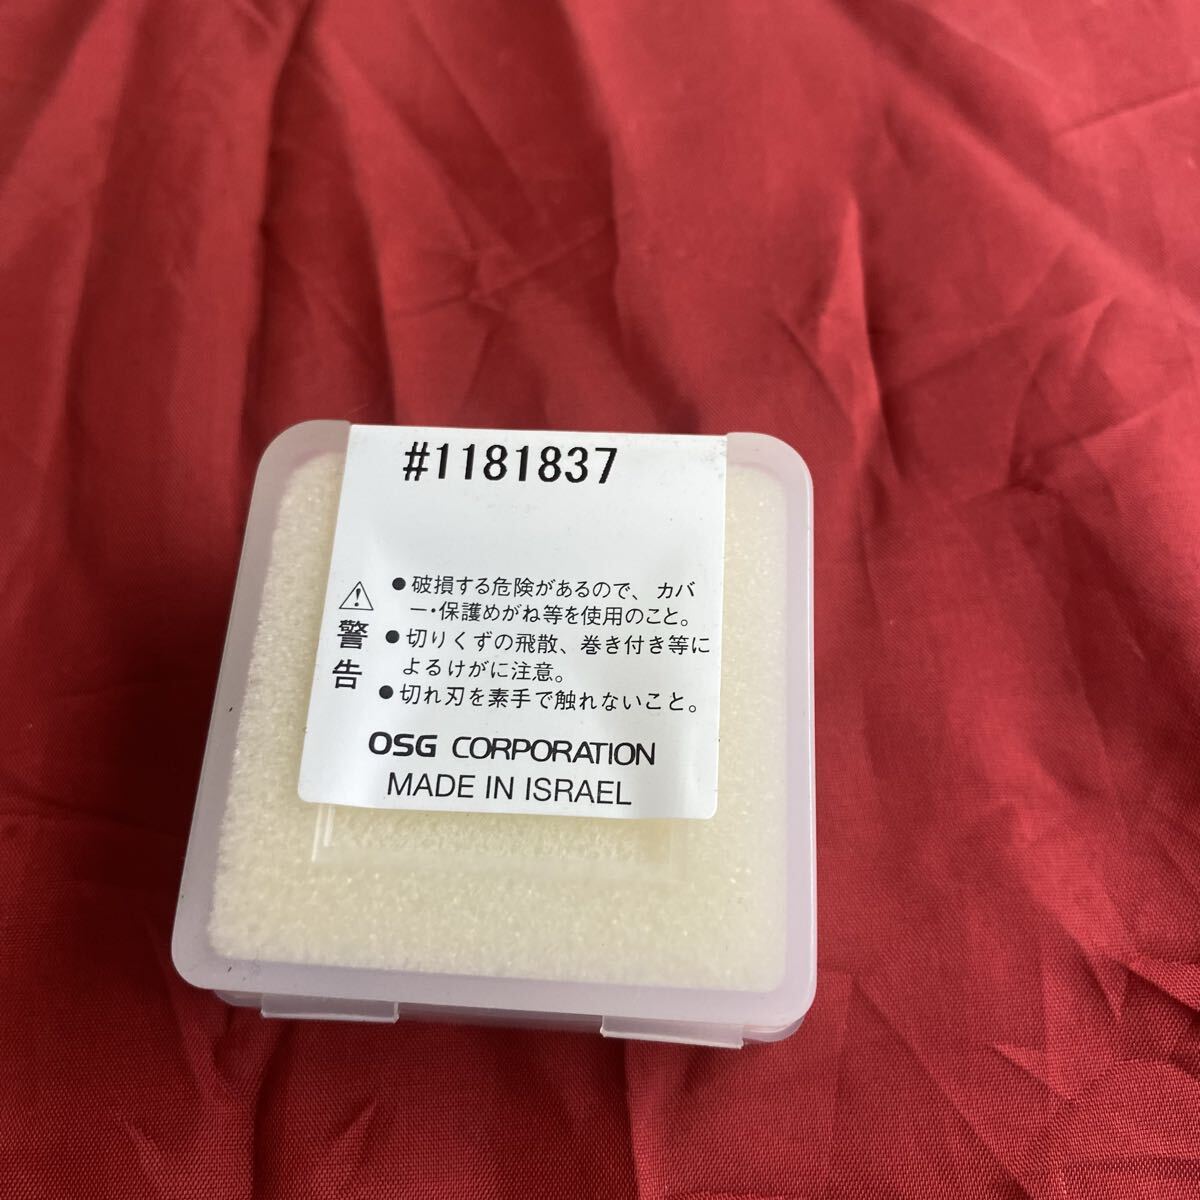 #1181837
⚠警告
●破損する危険があるので、カバ
ー・保護めがね等を使用のこと。
●切りくずの飛散、巻き付き等に
よるけがに注意。
●切れ刃を素手で触れないこと。
OSG CORPORATION
MADE IN ISRAEL